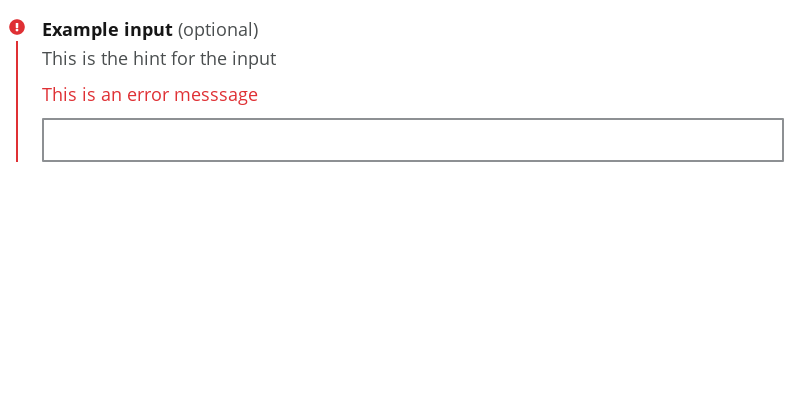 Example input (optional)
This is the hint for the input
This is an error messsage